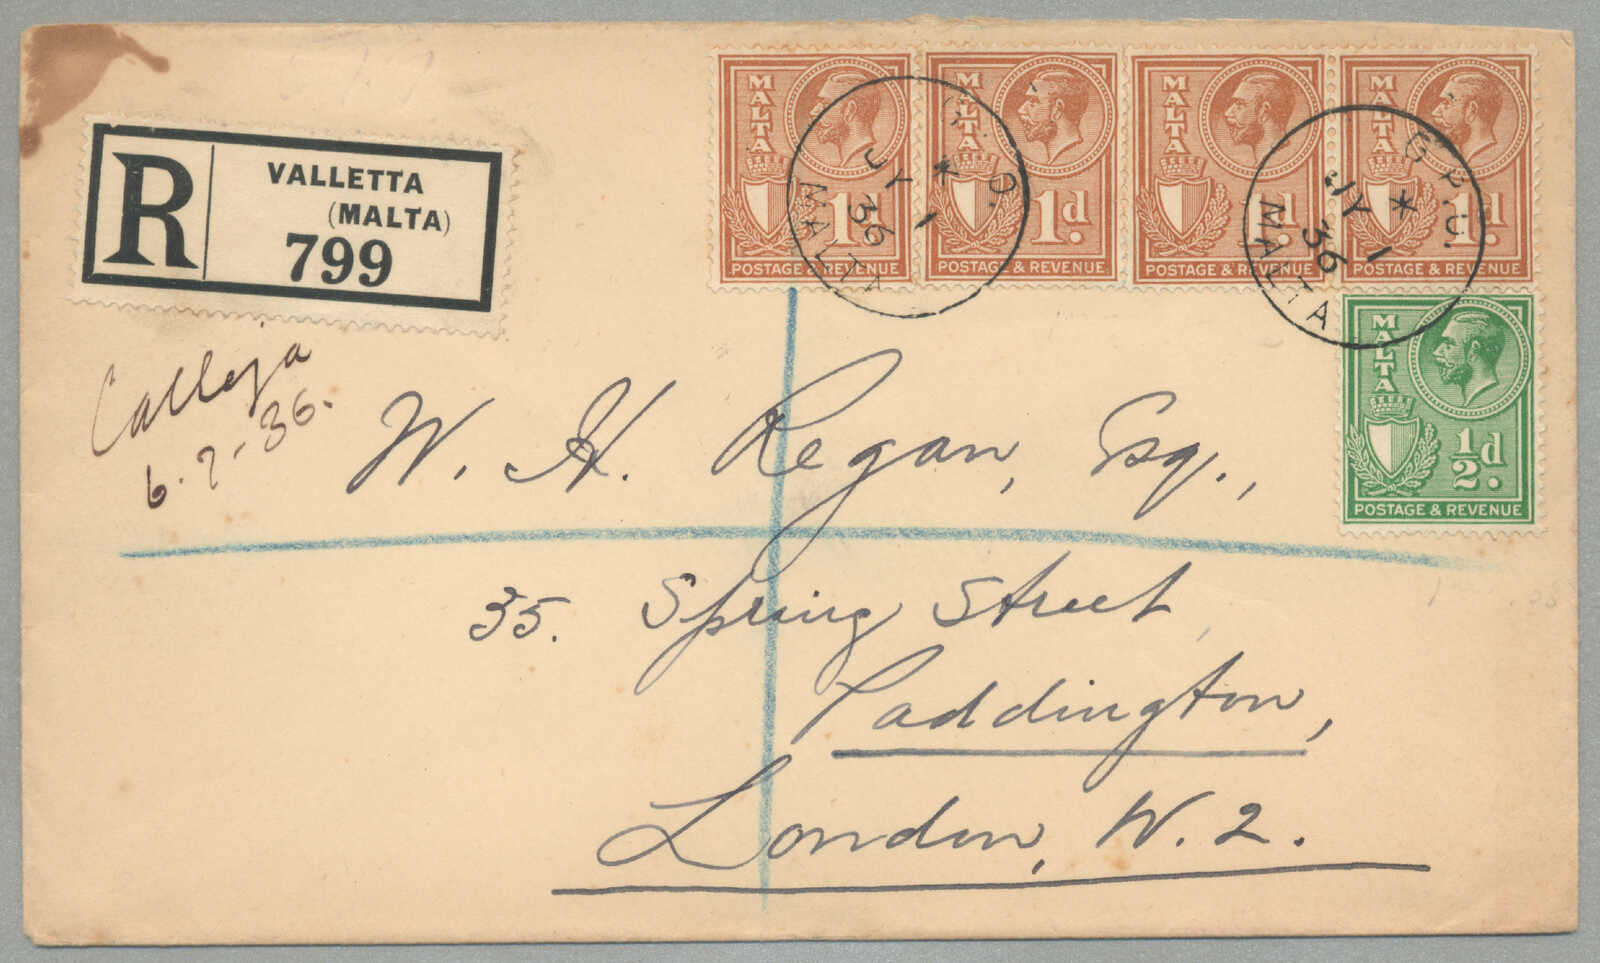 R
VALLETTA
(MALTA)
799
Calleja
6.7-36.
MALTA
1d.
POSTAGE & REVENUE
MALTA
1d.
POSTAGE & REVENUE
MALTA
1d.
POSTAGE & REVENUE
MALTA
1d.
POSTAGE & REVENUE
MALTA
½d.
POSTAGE & REVENUE
* JY 1 36
MALTA
G.P.O.
* JY 1 36
MALTA
W. H. Regan, Esq.,
35. Spring Street
Paddington,
London, W.2.